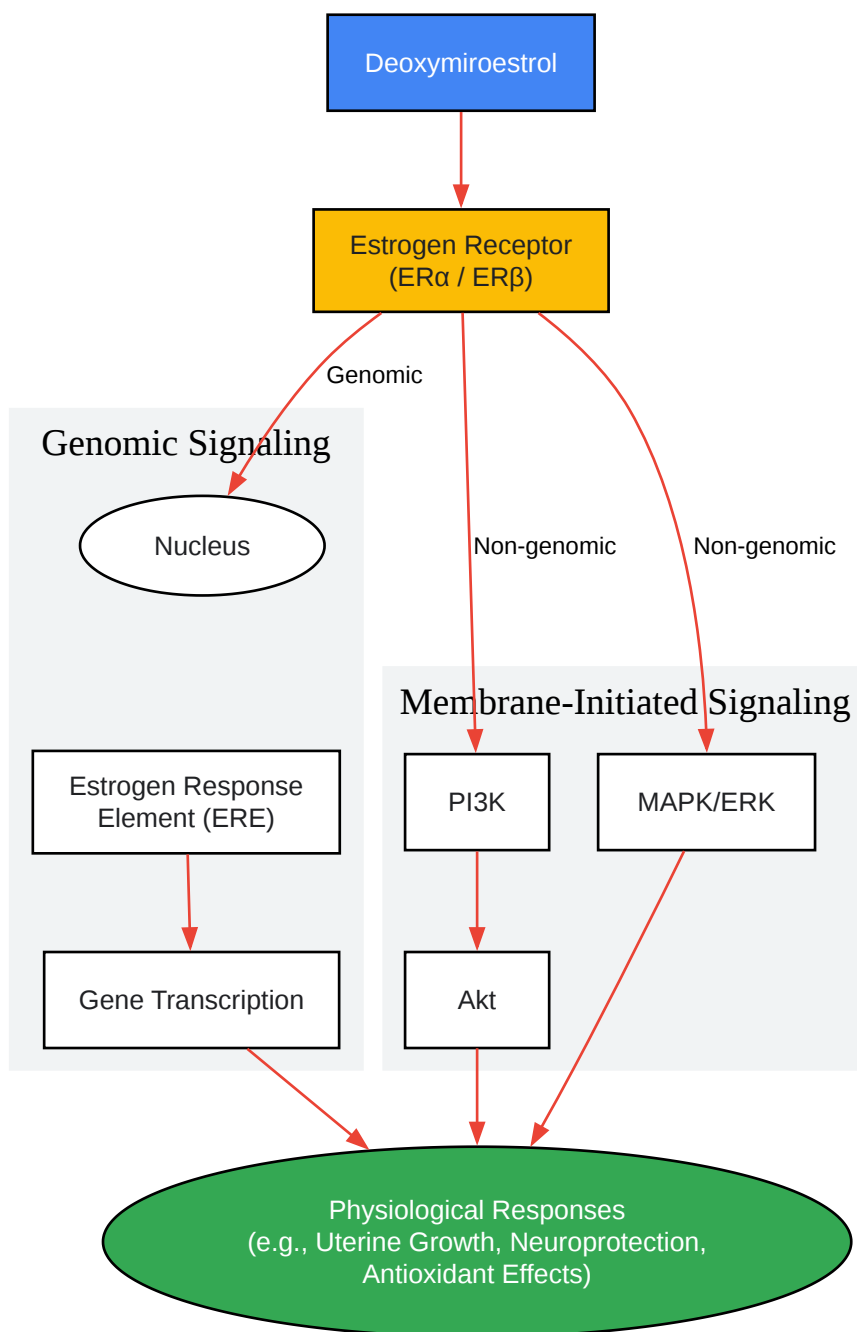 Deoxymiroestrol
Estrogen Receptor
(ERα / ERβ)
Genomic
Genomic Signaling
Nucleus
Non-genomic
Non-genomic
Membrane-Initiated Signaling
Estrogen Response
Element (ERE)
PI3K
MAPK/ERK
Gene Transcription
Akt
Physiological Responses
(e.g., Uterine Growth, Neuroprotection,
Antioxidant Effects)